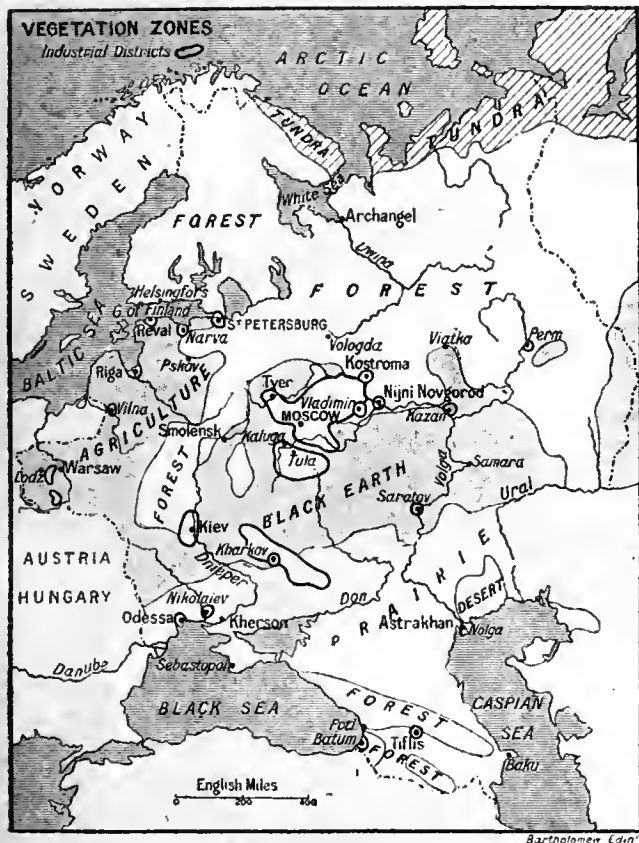 VEGETATION ZONES
Industrial Districts
ARCTIC
OCEAN
TUNDRA
TUNDRA
NORWAY
SWEDEN
White Sea
Archangel
FOREST
Dwina
FOREST
Helsingfors
G. of Finland
ST PETERSBURG
Reval
Narva
BALTIC SEA
Pskov
Vologda
Viatka
Perm
Kostroma
Riga
Tver
Nijni Novgorod
Vladimir
MOSCOW
Kazan
Vilna
AGRICULTURE
Smolensk
Kaluga
Tula
Warsaw
Lodz
FOREST
BLACK EARTH
Volga
Samara
Saratov
Ural
Kiev
Kharkov
AUSTRIA
HUNGARY
Dnieper
Don
PRAIRIE
DESERT
Nikolaiev
Odessa
Kherson
Astrakhan
Volga
Danube
Sebastopol
BLACK SEA
FOREST
CASPIAN
SEA
Poti
Batum
Tiflis
FOREST
Baku
English Miles
0 200 400
Bartholomew, Edinr